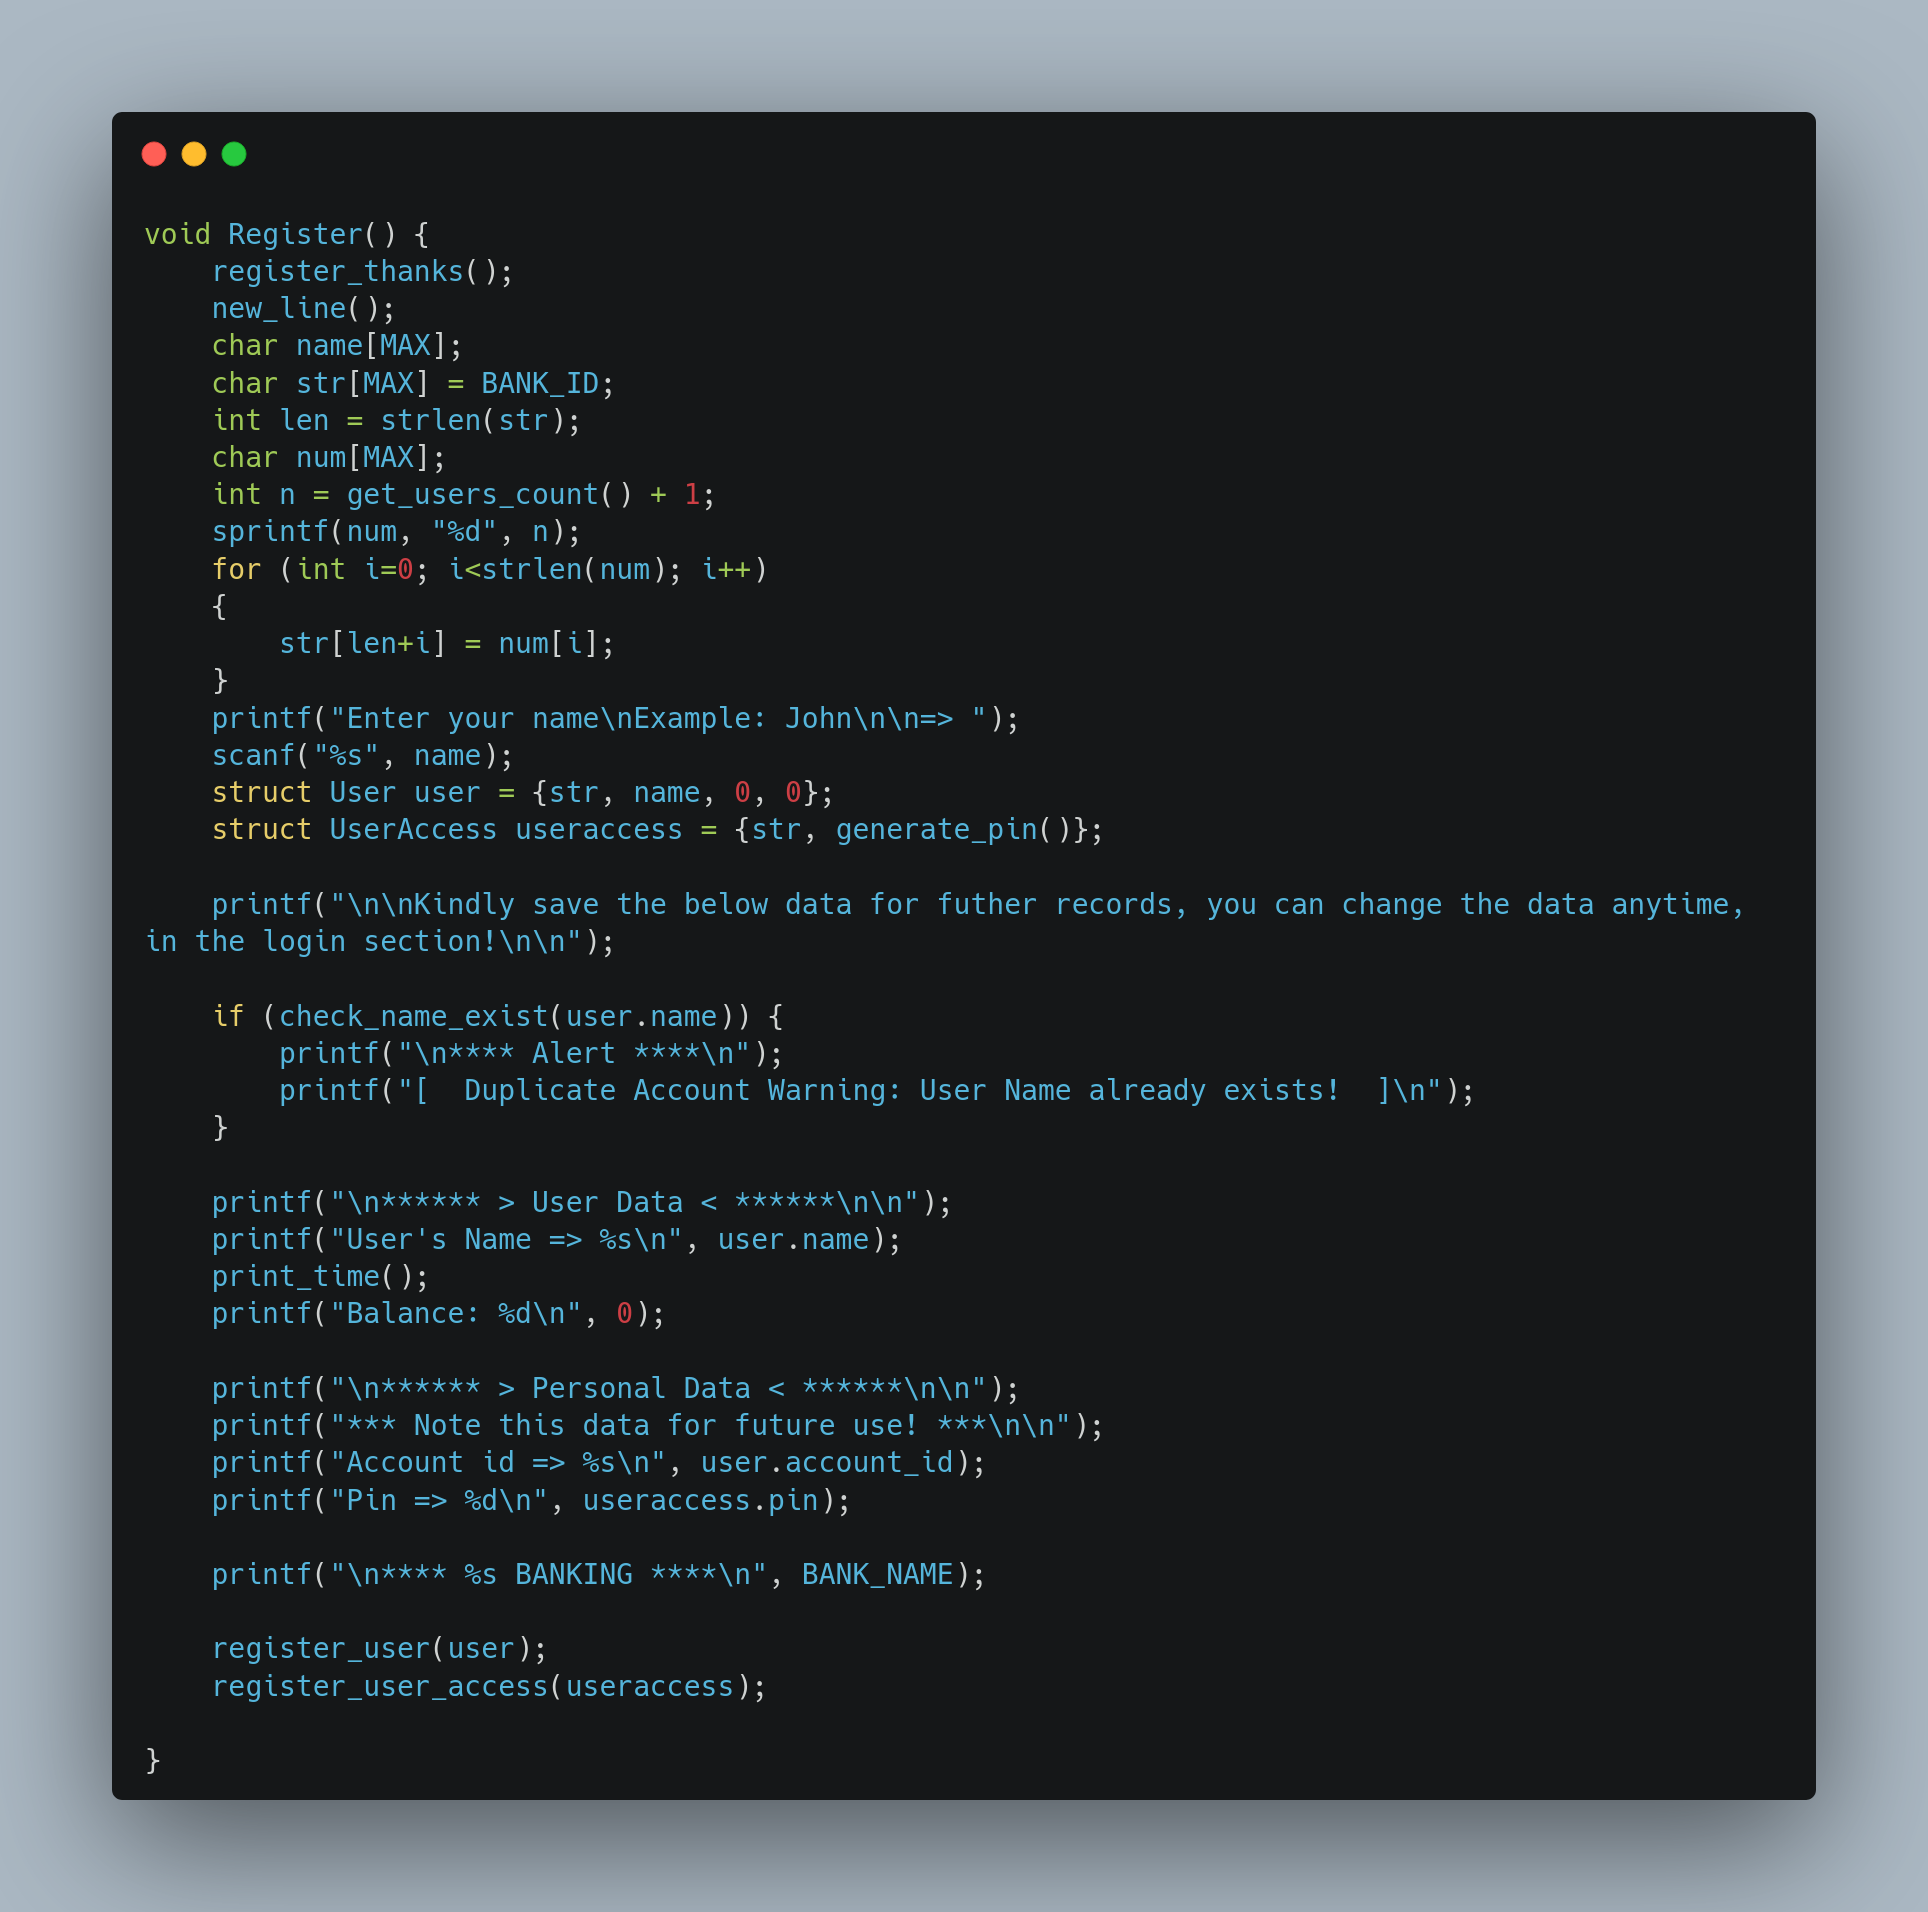 void Register() {
    register_thanks();
    new_line();
    char name[MAX];
    char str[MAX] = BANK_ID;
    int len = strlen(str);
    char num[MAX];
    int n = get_users_count() + 1;
    sprintf(num, "%d", n);
    for (int i=0; i<strlen(num); i++)
    {
        str[len+i] = num[i];
    }
    printf("Enter your name\nExample: John\n\n=> ");
    scanf("%s", name);
    struct User user = {str, name, 0, 0};
    struct UserAccess useraccess = {str, generate_pin()};

    printf("\n\nKindly save the below data for futher records, you can change the data anytime,
in the login section!\n\n");

    if (check_name_exist(user.name)) {
        printf("\n**** Alert ****\n");
        printf("[  Duplicate Account Warning: User Name already exists!  ]\n");
    }

    printf("\n****** > User Data < ******\n\n");
    printf("User's Name => %s\n", user.name);
    print_time();
    printf("Balance: %d\n", 0);

    printf("\n****** > Personal Data < ******\n\n");
    printf("*** Note this data for future use! ***\n\n");
    printf("Account id => %s\n", user.account_id);
    printf("Pin => %d\n", useraccess.pin);

    printf("\n**** %s BANKING ****\n", BANK_NAME);

    register_user(user);
    register_user_access(useraccess);

}